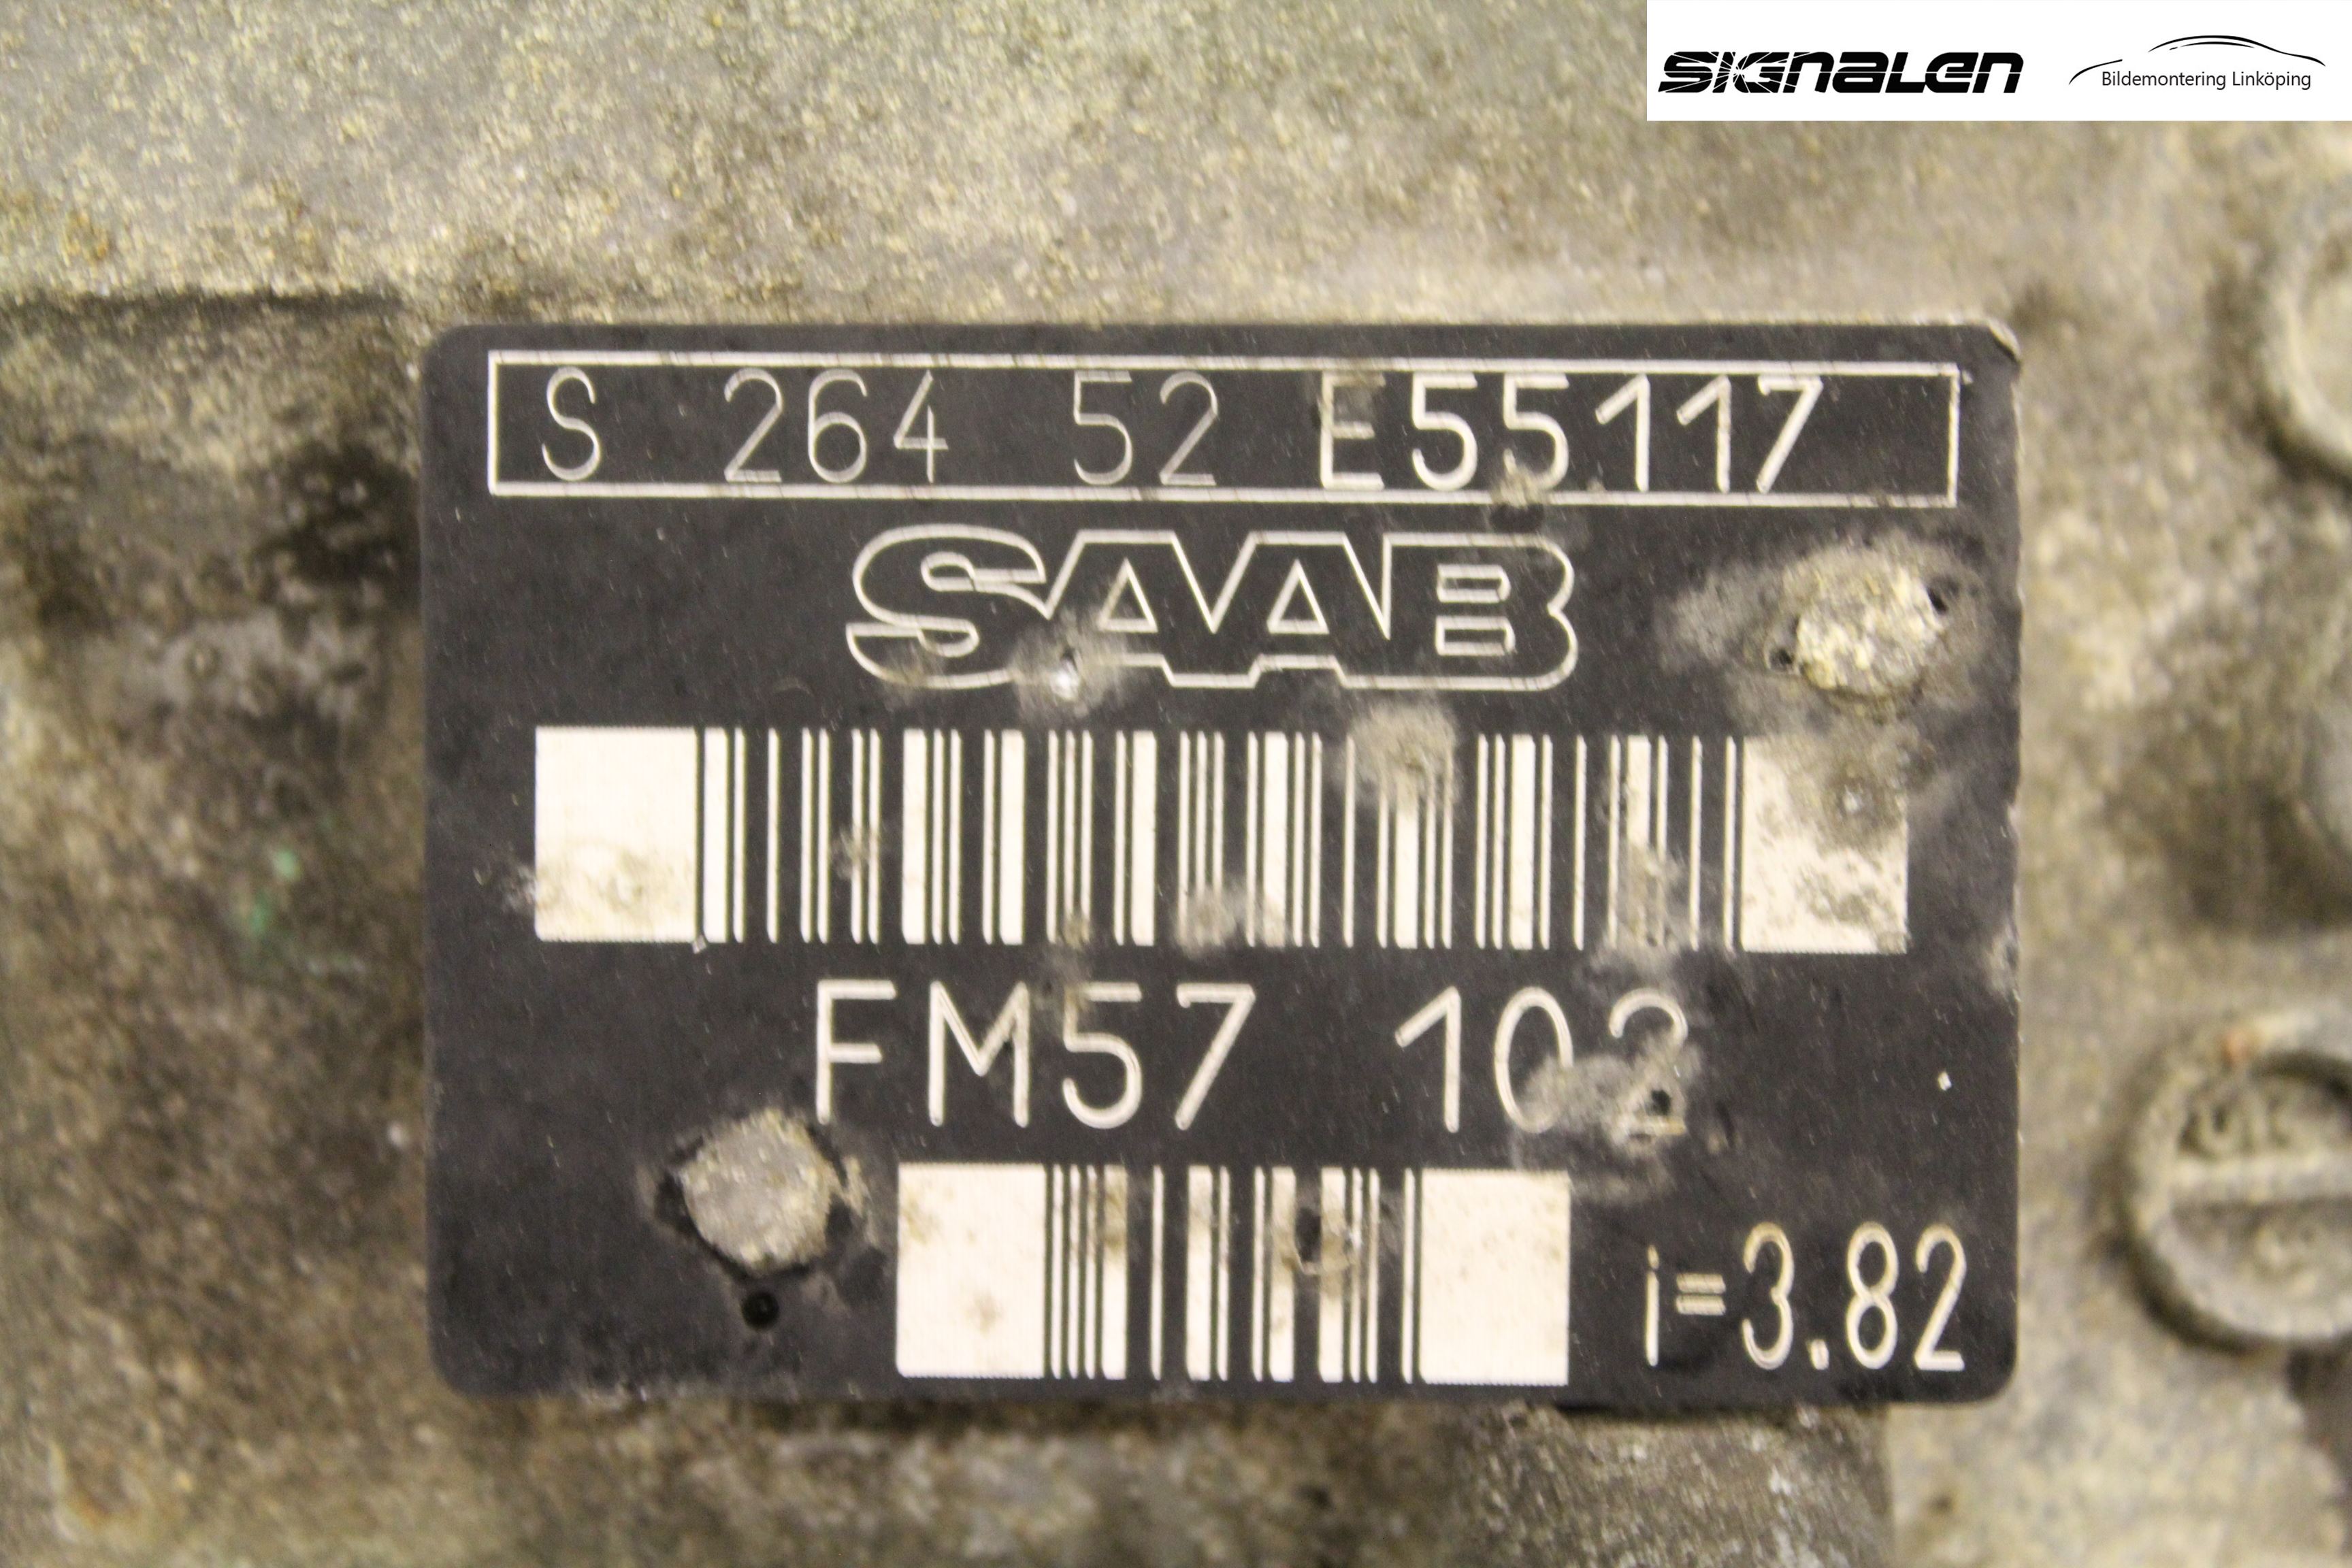 SIGNALEN Bildemontering Linköping
S 264 52 E55117
SAAB
FM57 102
i=3.82